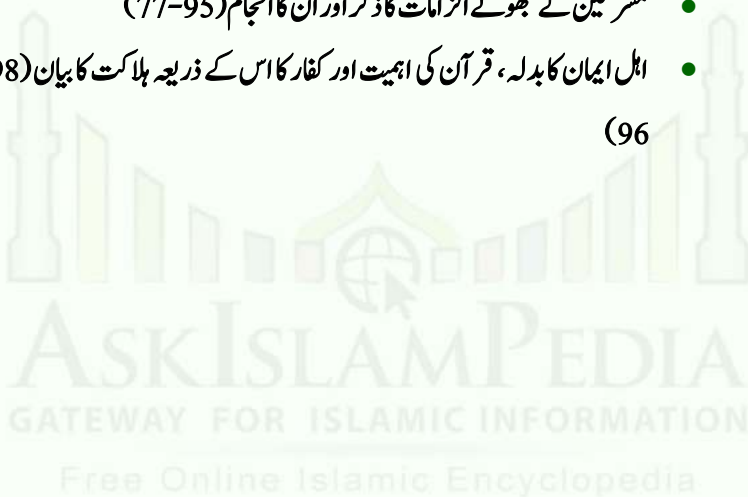 • مشرکین کے جھوٹے الزامات کا ذکر اور ان کا انجام (77-95)
• اہل ایمان کا بدلہ، قرآن کی اہمیت اور کفار کا اس کے ذریعہ ہلاکت کا بیان (98
96)
ASKISLAMPEDIA
GATEWAY FOR ISLAMIC INFORMATION
Free Online Islamic Encyclopedia